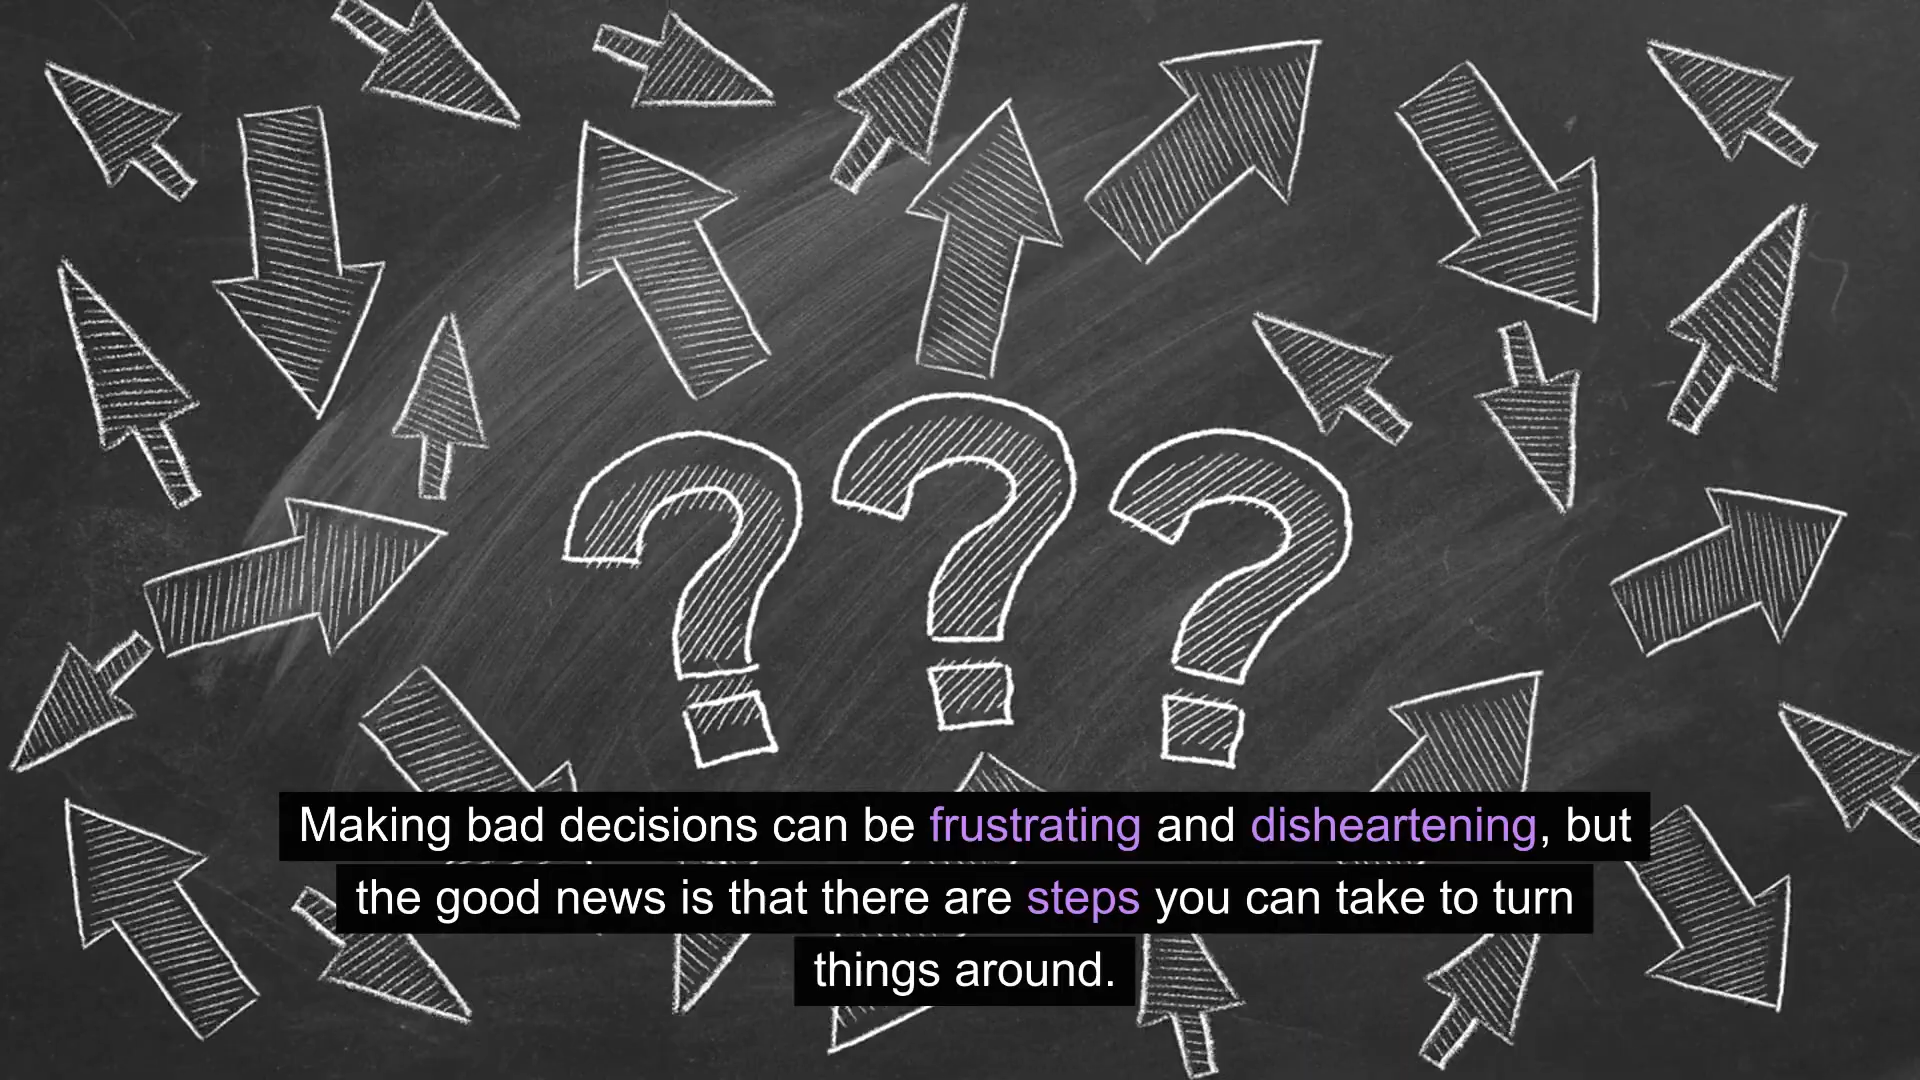 ???
Making bad decisions can be frustrating and disheartening, but
the good news is that there are steps you can take to turn
things around.